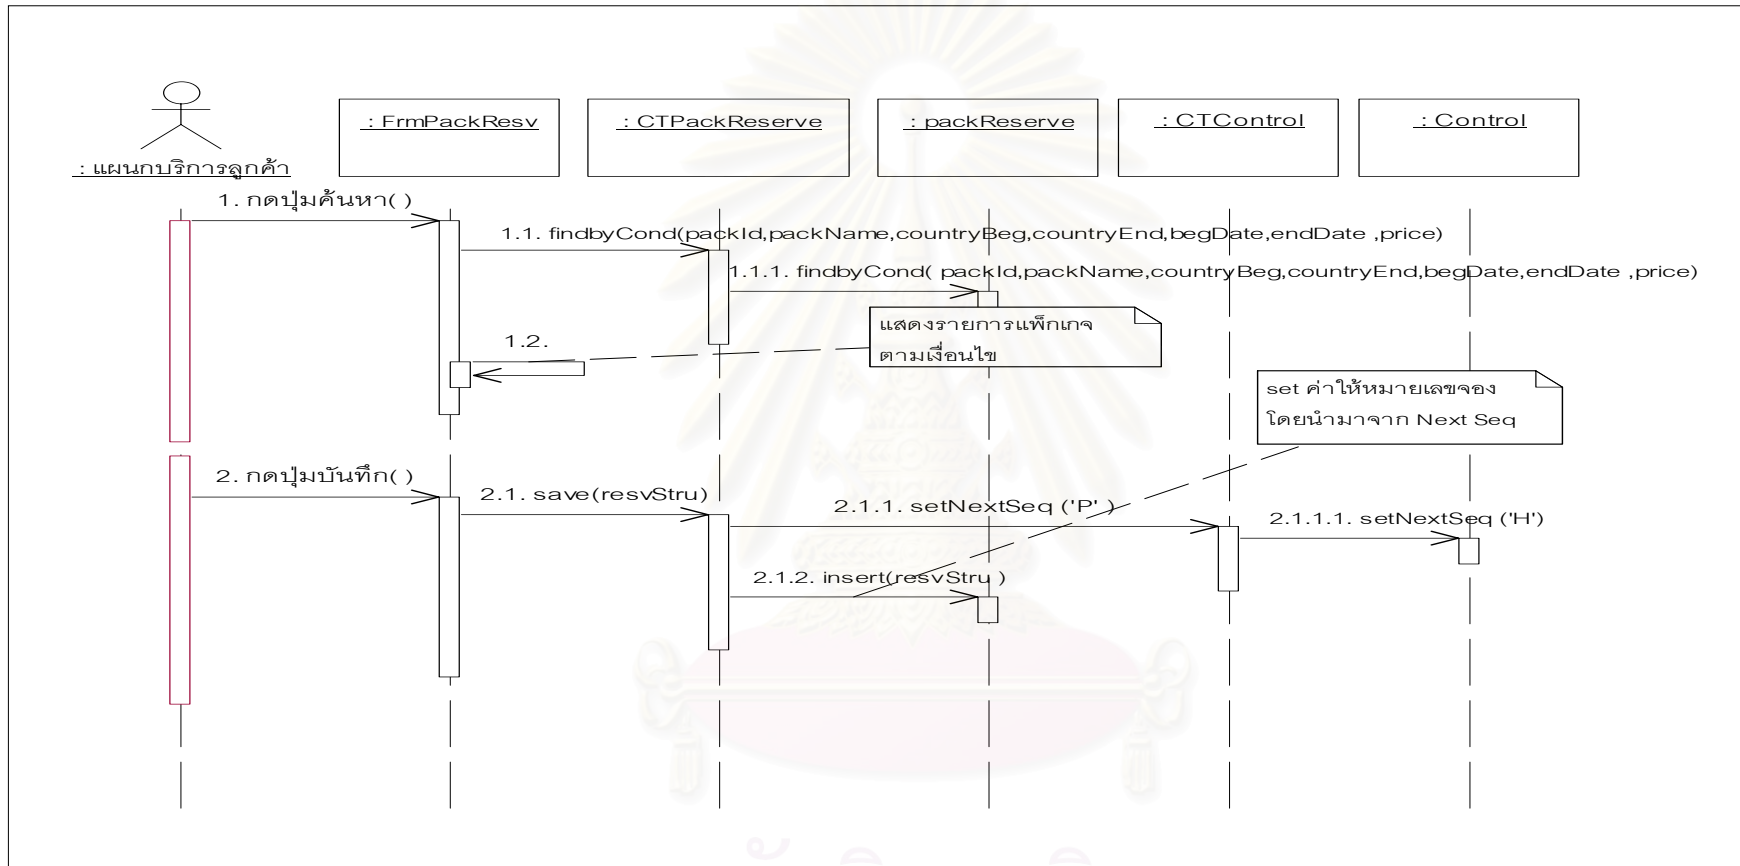 : FrmPackResv
: CTPackReserve
: packReserve
: CTControl
: Control
: แผนกบริการลูกค้า
1. กดปุ่มค้นหา( )
1.1. findbyCond(packId,packName,countryBeg,countryEnd,begDate,endDate ,price)
1.1.1. findbyCond( packId,packName,countryBeg,countryEnd,begDate,endDate ,price)
แสดงรายการแพ็กเกจ
ตามเงื่อนไข
1.2.
set ค่าให้หมายเลขจอง
โดยนำมาจาก Next Seq
2. กดปุ่มบันทึก( )
2.1. save(resvStru)
2.1.1. setNextSeq ('P' )
2.1.1.1. setNextSeq ('H')
2.1.2. insert(resvStru )